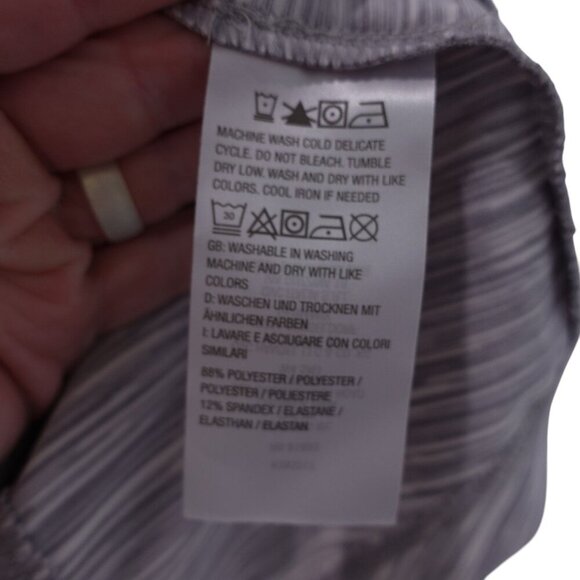 MACHINE WASH COLD DELICATE
CYCLE. DO NOT BLEACH. TUMBLE
DRY LOW. WASH AND DRY WITH LIKE
COLORS. COOL IRON IF NEEDED
30
GB: WASHABLE IN WASHING
MACHINE AND DRY WITH LIKE
COLORS
D: WASCHEN UND TROCKNEN MIT
ÄHNLICHEN FARBEN
I: LAVARE E ASCIUGARE CON COLORI
SIMILARI
88% POLYESTER / POLYESTER /
POLYESTER / POLIESTERE
12% SPANDEX / ELASTANE /
ELASTHAN / ELASTAN